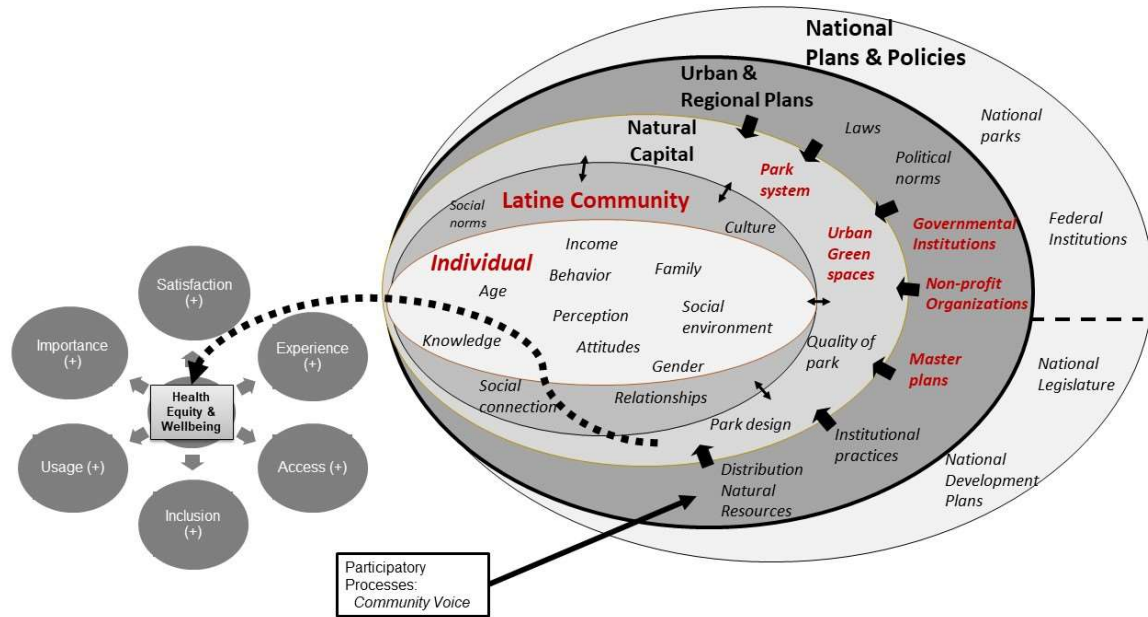 National
Plans & Policies
Urban &
Regional Plans
Natural
Capital
Latine Community
Individual
Laws
Political
norms
National
parks
Federal
Institutions
National
Legislature
National
Development
Plans
Park
system
Urban
Green
spaces
Governmental
Institutions
Non-profit
Organizations
Master
plans
Institutional
practices
Distribution
Natural
Resources
Quality of
park
Park design
Social
norms
Culture
Social
connection
Relationships
Income
Behavior
Family
Age
Perception
Social
environment
Knowledge
Attitudes
Gender
Satisfaction
(+)
Importance
(+)
Experience
(+)
Health
Equity &
Wellbeing
Usage (+)
Access (+)
Inclusion
(+)
Participatory
Processes:
Community Voice